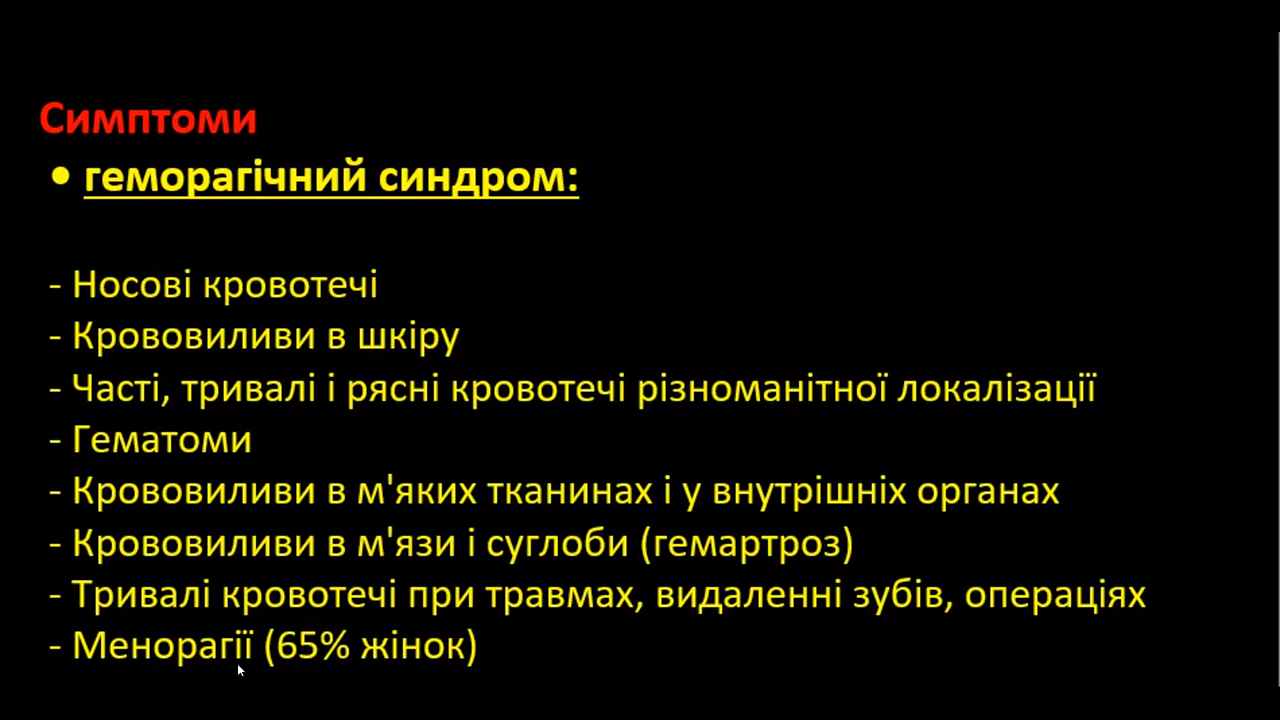 Симптоми
• геморагічний синдром:
- Носові кровотечі
- Крововиливи в шкіру
- Часті, тривалі і рясні кровотечі різноманітної локалізації
- Гематоми
- Крововиливи в м'яких тканинах і у внутрішніх органах
- Крововиливи в м'язи і суглоби (гемартроз)
- Тривалі кровотечі при травмах, видаленні зубів, операціях
- Менорагії (65% жінок)